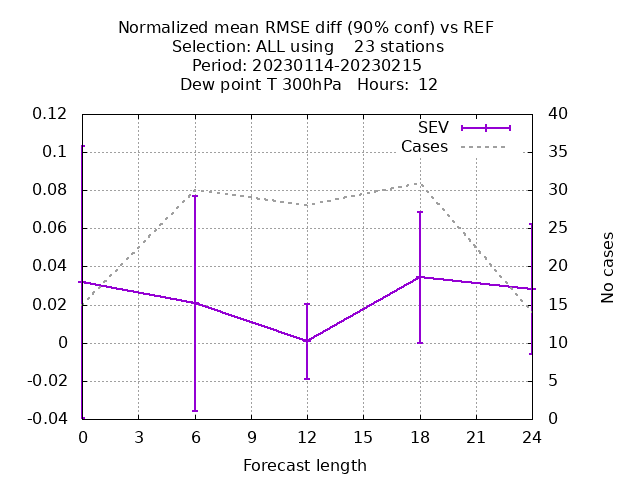 Normalized mean RMSE diff (90% conf) vs REF
Selection: ALL using    23 stations
Period: 20230114-20230215
Dew point T 300hPa   Hours:  12
SEV
Cases
0.12
0.1
0.08
0.06
0.04
0.02
0
-0.02
-0.04
40
35
30
25
20
15
10
5
0
No cases
0 3 6 9 12 15 18 21 24
Forecast length